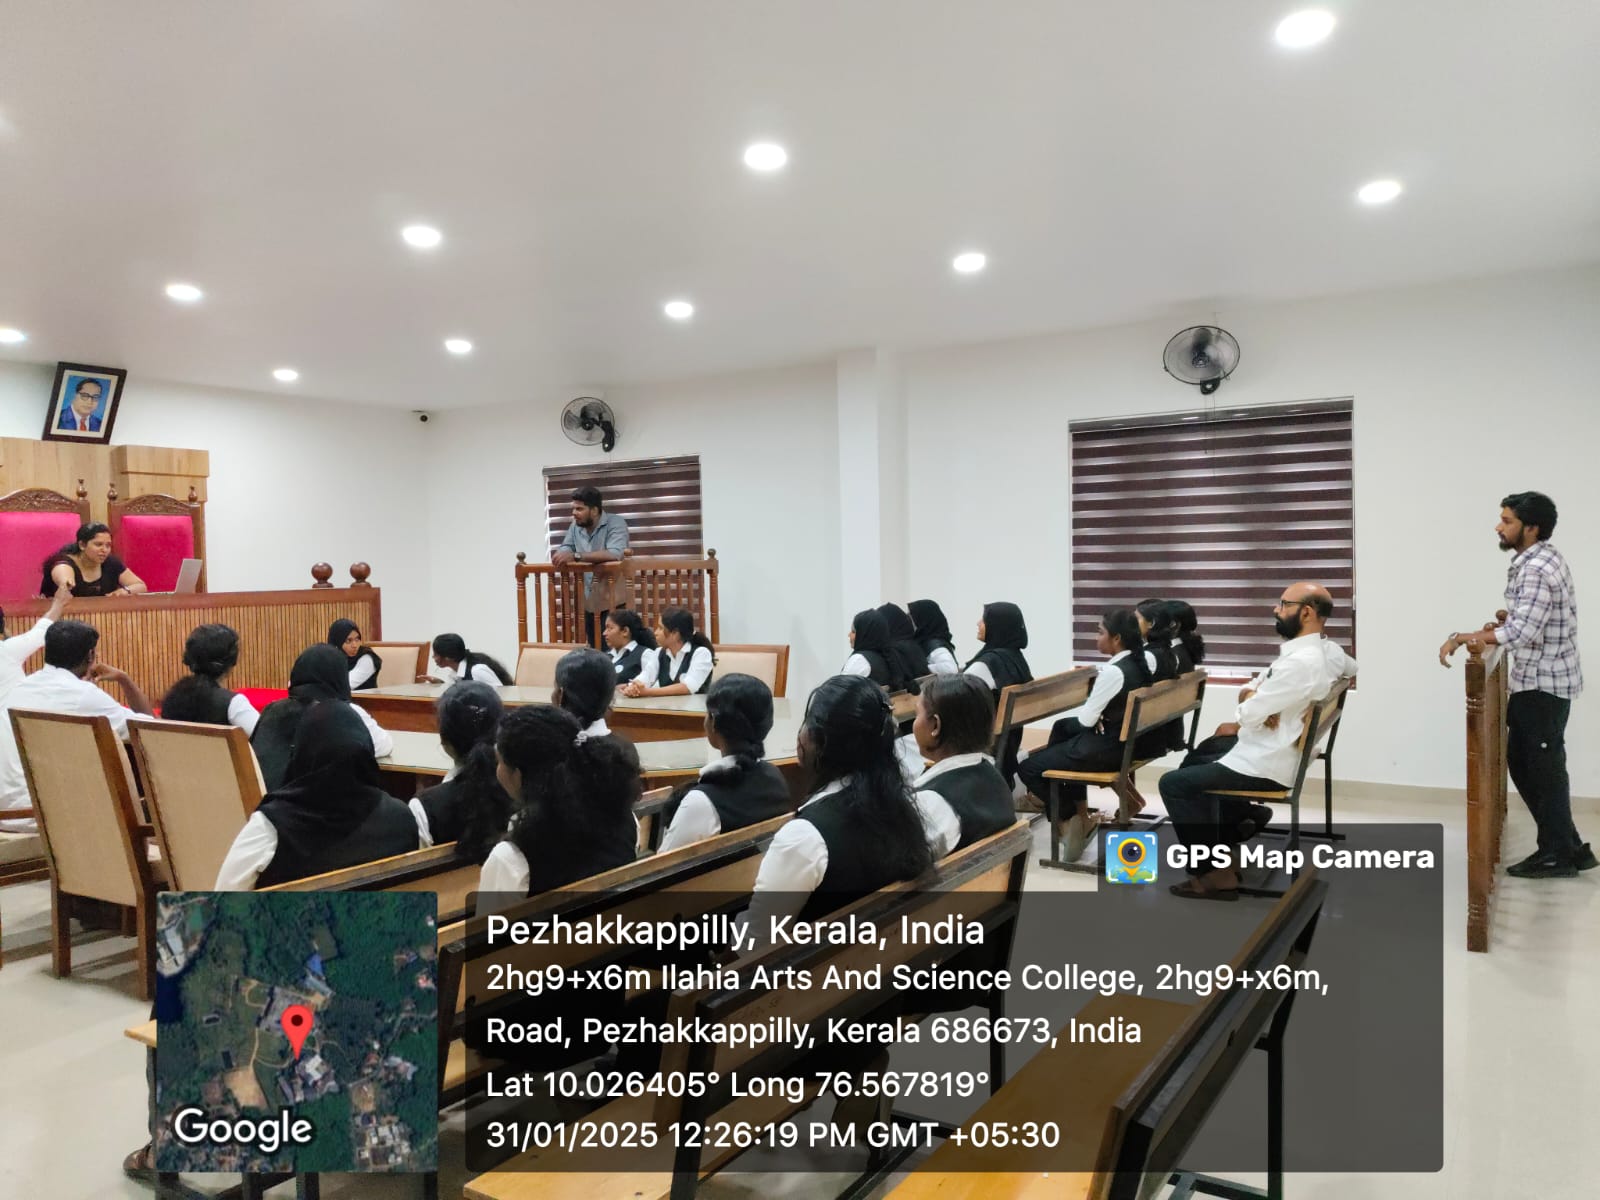 GPS Map Camera
Pezhakkappilly, Kerala, India
2hg9+x6m Ilahia Arts And Science College, 2hg9+x6m,
Road, Pezhakkappilly, Kerala 686673, India
Lat 10.026405° Long 76.567819°
31/01/2025 12:26:19 PM GMT +05:30
Google